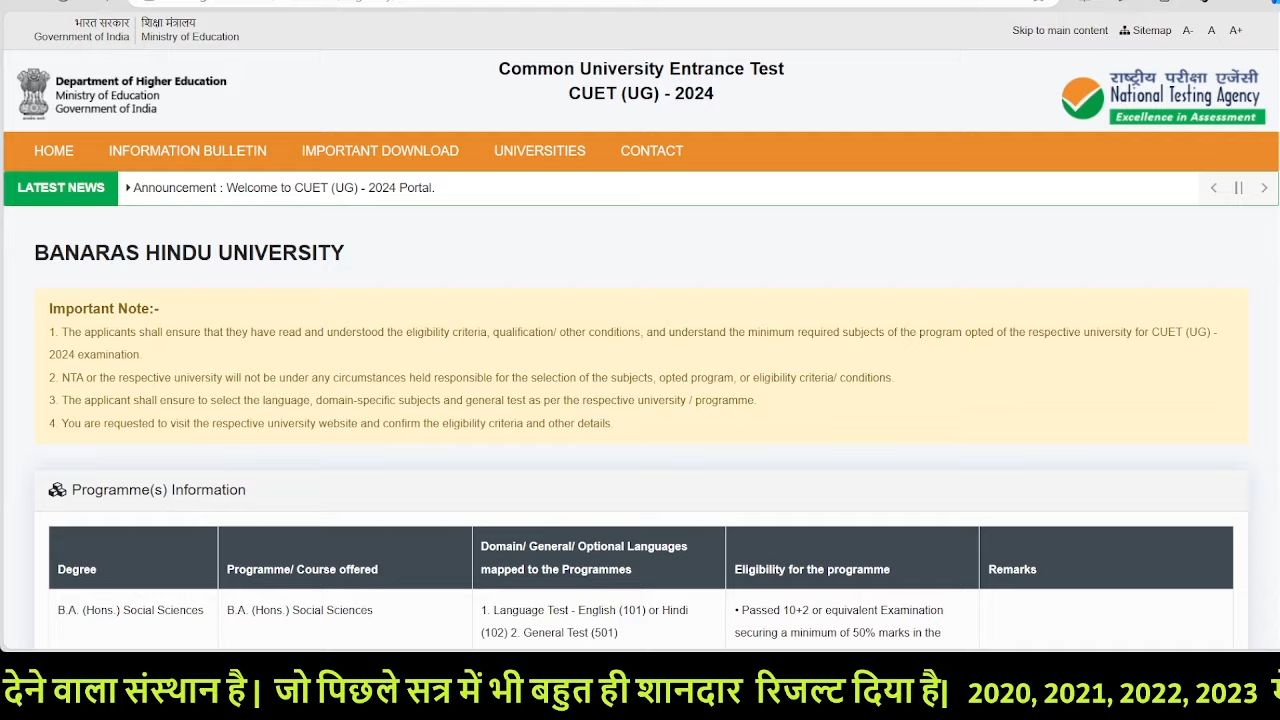 भारत सरकार | शिक्षा मंत्रालय
Government of India | Ministry of Education
Skip to main content Sitemap A- A A+
Department of Higher Education
Ministry of Education
Government of India
Common University Entrance Test
CUET (UG) - 2024
राष्ट्रीय परीक्षा एजेंसी
National Testing Agency
Excellence in Assessment
HOME INFORMATION BULLETIN IMPORTANT DOWNLOAD UNIVERSITIES CONTACT
LATEST NEWS Announcement : Welcome to CUET (UG) - 2024 Portal.
BANARAS HINDU UNIVERSITY
Important Note:-
1. The applicants shall ensure that they have read and understood the eligibility criteria, qualification/ other conditions, and understand the minimum required subjects of the program opted of the respective university for CUET (UG) -
2024 examination.
2. NTA or the respective university will not be under any circumstances held responsible for the selection of the subjects, opted program, or eligibility criteria/ conditions.
3. The applicant shall ensure to select the language, domain-specific subjects and general test as per the respective university / programme.
4. You are requested to visit the respective university website and confirm the eligibility criteria and other details.
Programme(s) Information
Degree
Programme/ Course offered
Domain/ General/ Optional Languages
mapped to the Programmes
Eligibility for the programme
Remarks
B.A. (Hons.) Social Sciences
B.A. (Hons.) Social Sciences
1. Language Test - English (101) or Hindi
(102) 2. General Test (501)
• Passed 10+2 or equivalent Examination
securing a minimum of 50% marks in the
देने वाला संस्थान है| जो पिछले सत्र में भी बहुत ही शानदार रिजल्ट दिया है| 2020, 2021, 2022, 2023